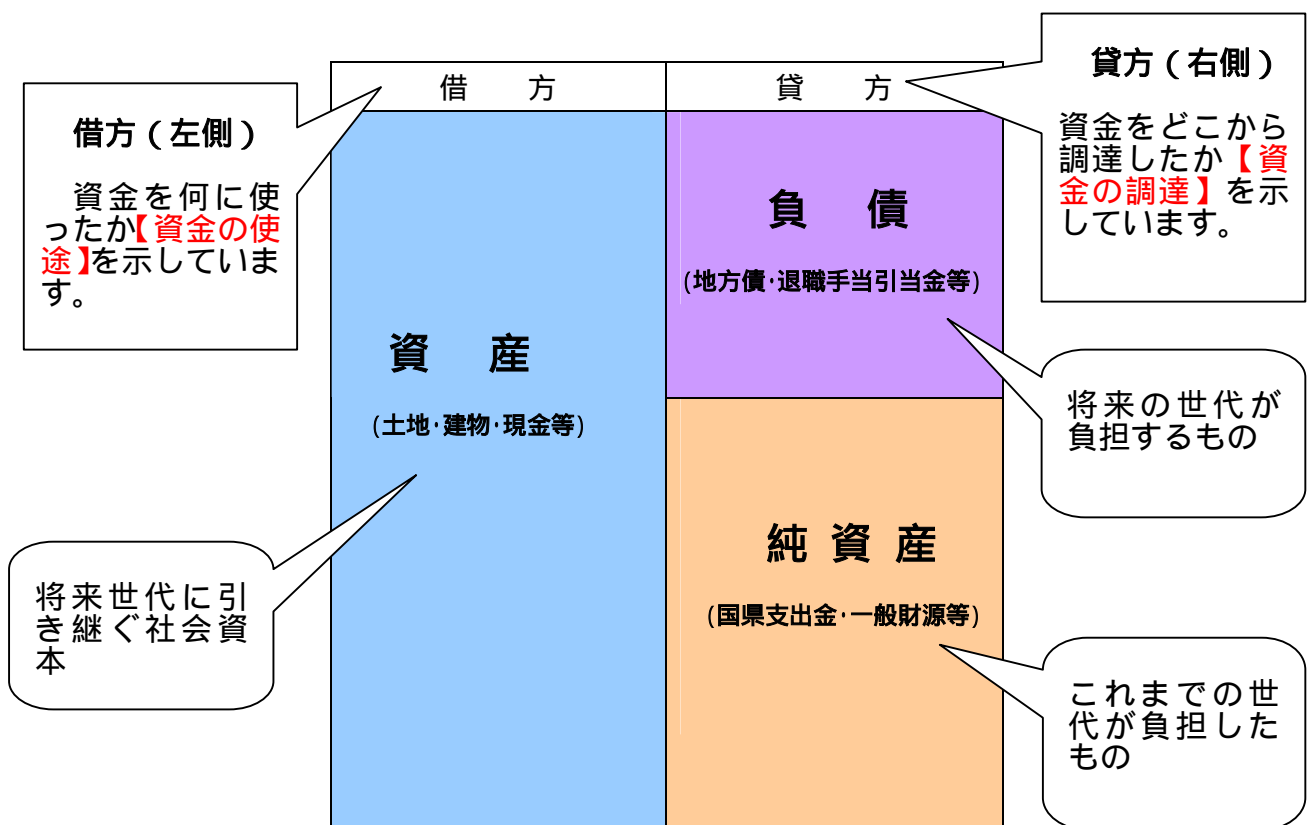 借方
貸方
借方（左側）
資金を何に使
ったか【資金の使
途】を示していま
す。
貸方（右側）
資金をどこから
調達したか【資
金の調達】を示
しています。
負債
(地方債･退職手当引当金等)
資産
(土地･建物･現金等)
将来の世代が
負担するもの
純資産
(国県支出金･一般財源等)
将来世代に引
き継ぐ社会資
本
これまでの世
代が負担した
もの